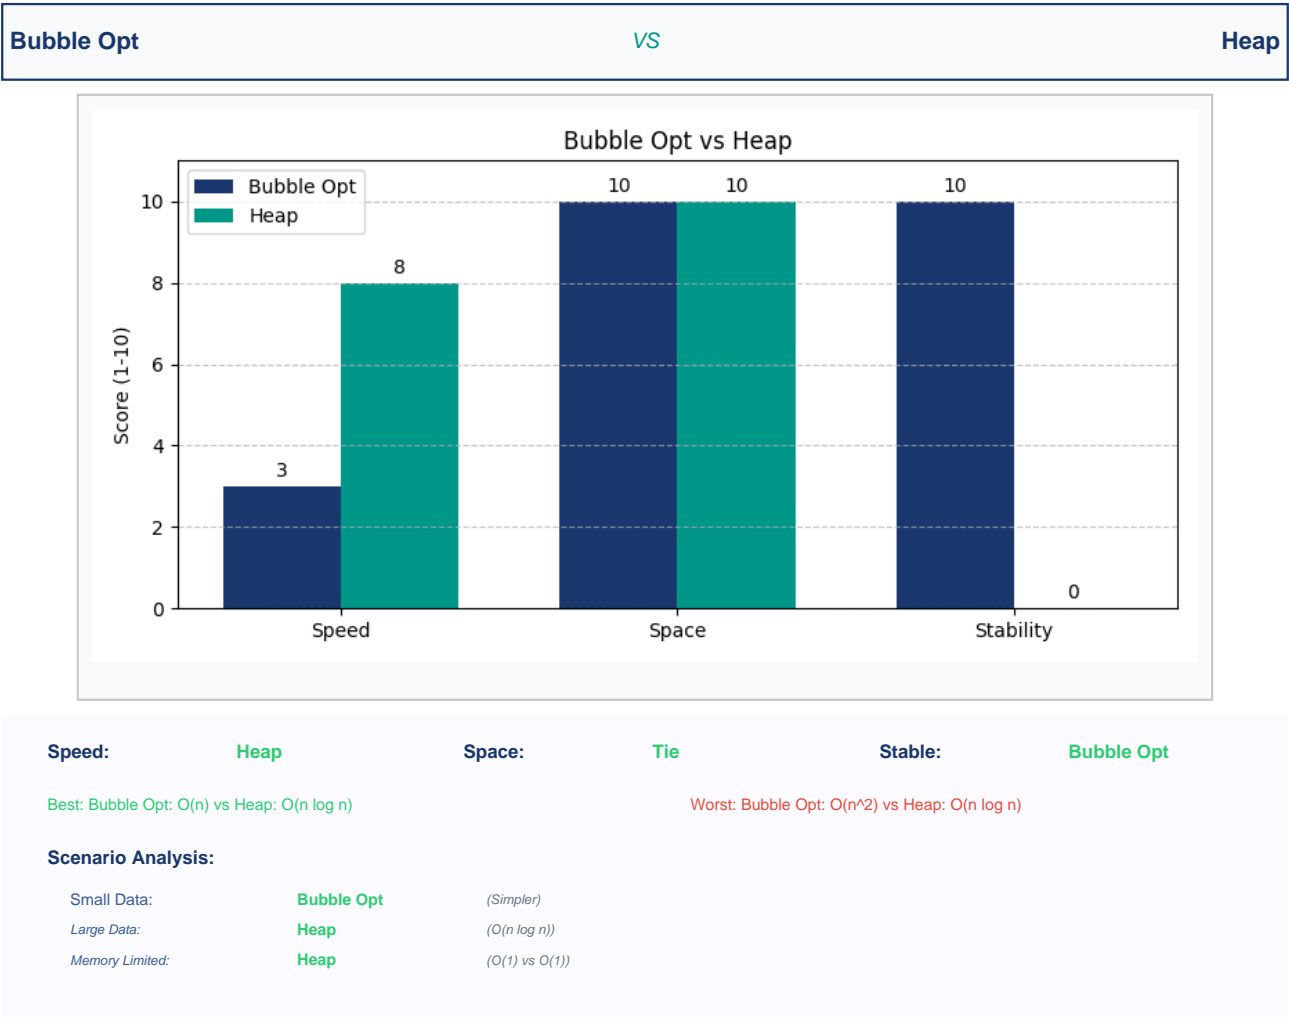 Bubble Opt VS Heap
Bubble Opt vs Heap
Bubble Opt
Heap
Score (1-10)
10
8
6
4
2
0
3
8
10
10
10
0
Speed Space Stability
Speed: Heap Space: Tie Stable: Bubble Opt
Best: Bubble Opt: O(n) vs Heap: O(n log n) Worst: Bubble Opt: O(n^2) vs Heap: O(n log n)
Scenario Analysis:
Small Data: Bubble Opt (Simpler)
Large Data: Heap (O(n log n))
Memory Limited: Heap (O(1) vs O(1))